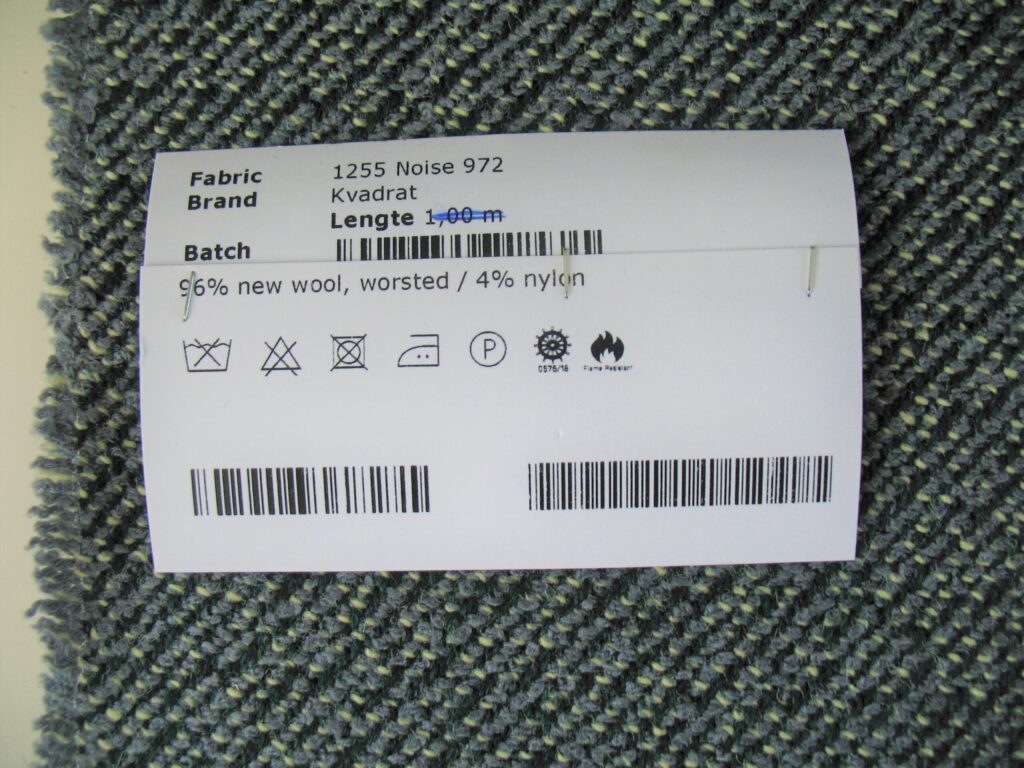 Fabric 1255 Noise 972
Brand Kvadrat
Lengte 1,00 m
Batch
96% new wool, worsted / 4% nylon
P
0575/18 Flame Resistant